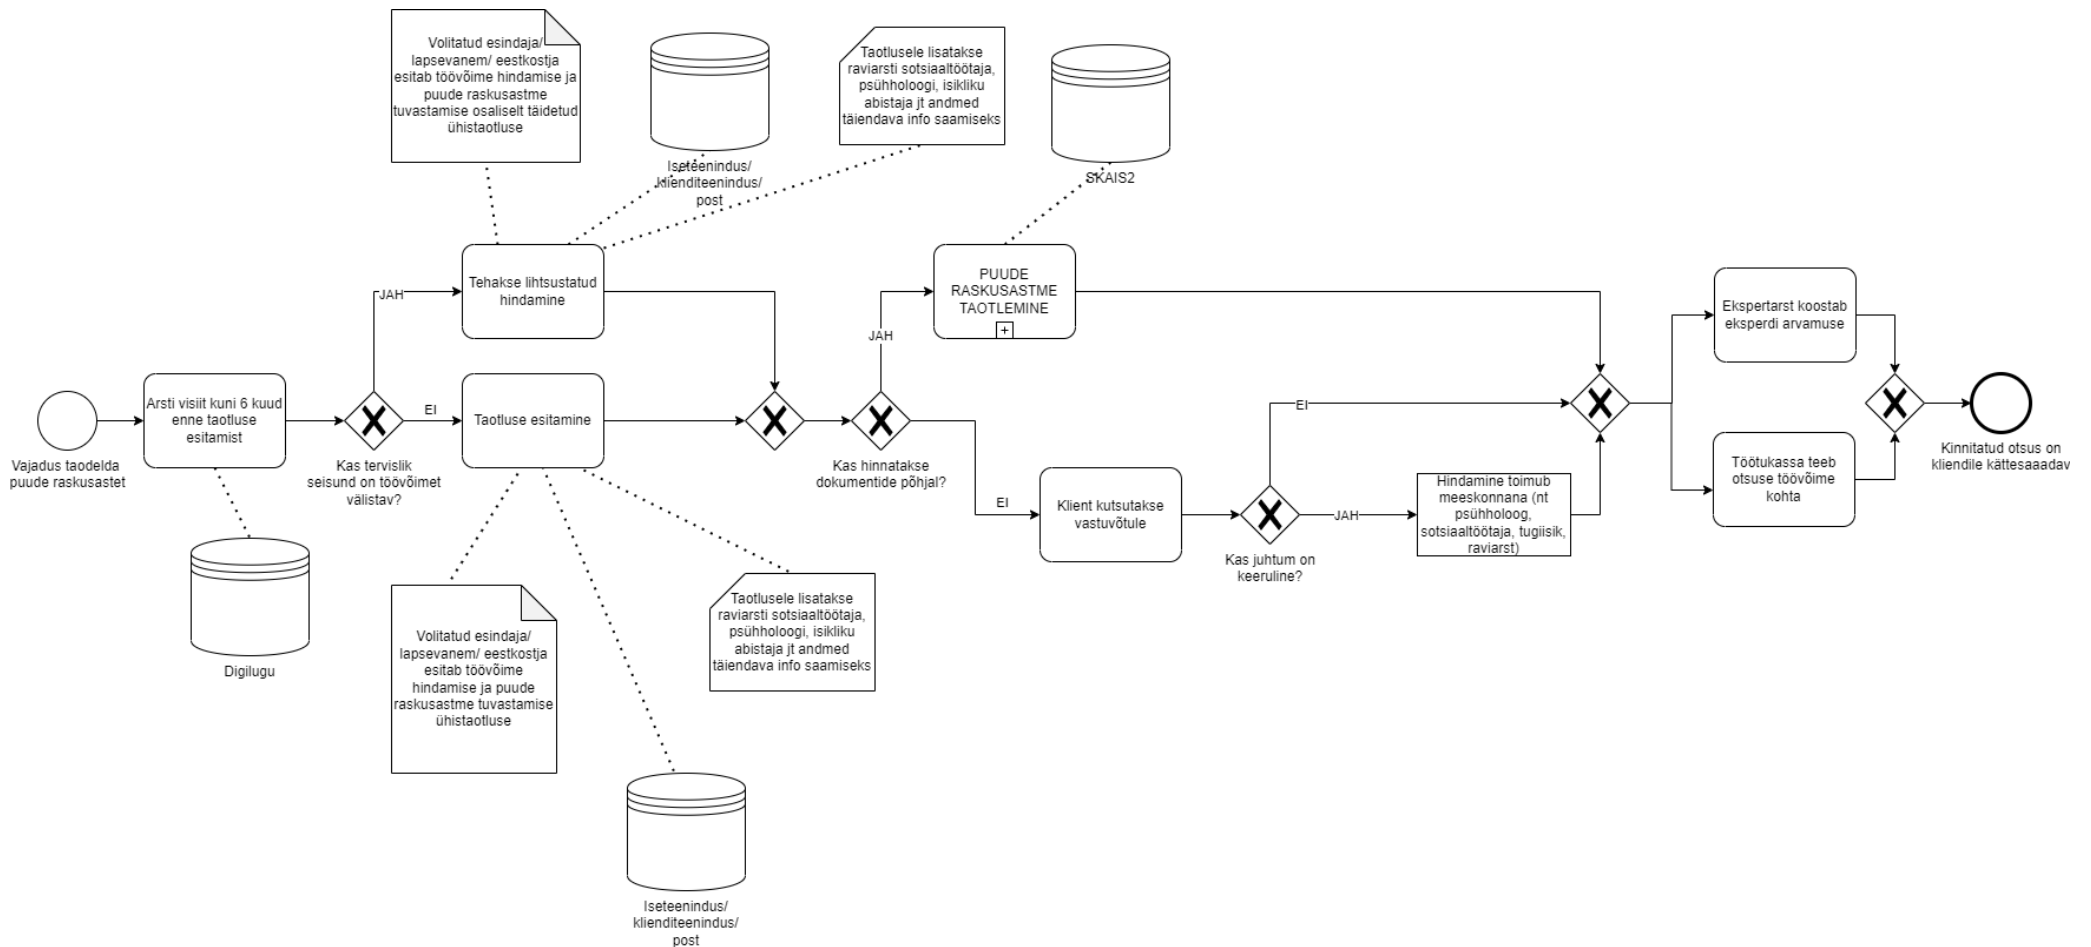 Volitatud esindaja/
lapsevanem/ eestkostja
esitab töövõime hindamise ja
puude raskusastme
tuvastamise osaliselt täidetud
ühistaotluse
Iseteenindus/
klienditeenindus/
post
Taotlusele lisatakse
raviarsti sotsiaaltöötaja,
psühholoogi, isikliku
abistaja jt andmed
täiendava info saamiseks
SKAIS2
Tehakse lihtsustatud
hindamine
JAH
PUUDE
RASKUSASTME
TAOTLEMINE
+
JAH
Ekspertarst koostab
eksperdi arvamuse
Vajadus taodelda
puude raskusastet
Arsti visiit kuni 6 kuud
enne taotluse
esitamist
Kas tervislik
seisund on töövõimet
välistav?
EI
Taotluse esitamine
Kas hinnatakse
dokumentide põhjal?
EI
Klient kutsutakse
vastuvõtule
Kas juhtum on
keeruline?
EI
JAH
Hindamine toimub
meeskonnana (nt
psühholoog,
sotsiaaltöötaja, tugiisik,
raviarst)
Töötukassa teeb
otsuse töövõime
kohta
Kinnitatud otsus on
kliendile kättesaaadav
Digilugu
Volitatud esindaja/
lapsevanem/ eestkostja
esitab töövõime
hindamise ja puude
raskusastme tuvastamise
ühistaotluse
Taotlusele lisatakse
raviarsti sotsiaaltöötaja,
psühholoogi, isikliku
abistaja jt andmed
täiendava info saamiseks
Iseteenindus/
klienditeenindus/
post